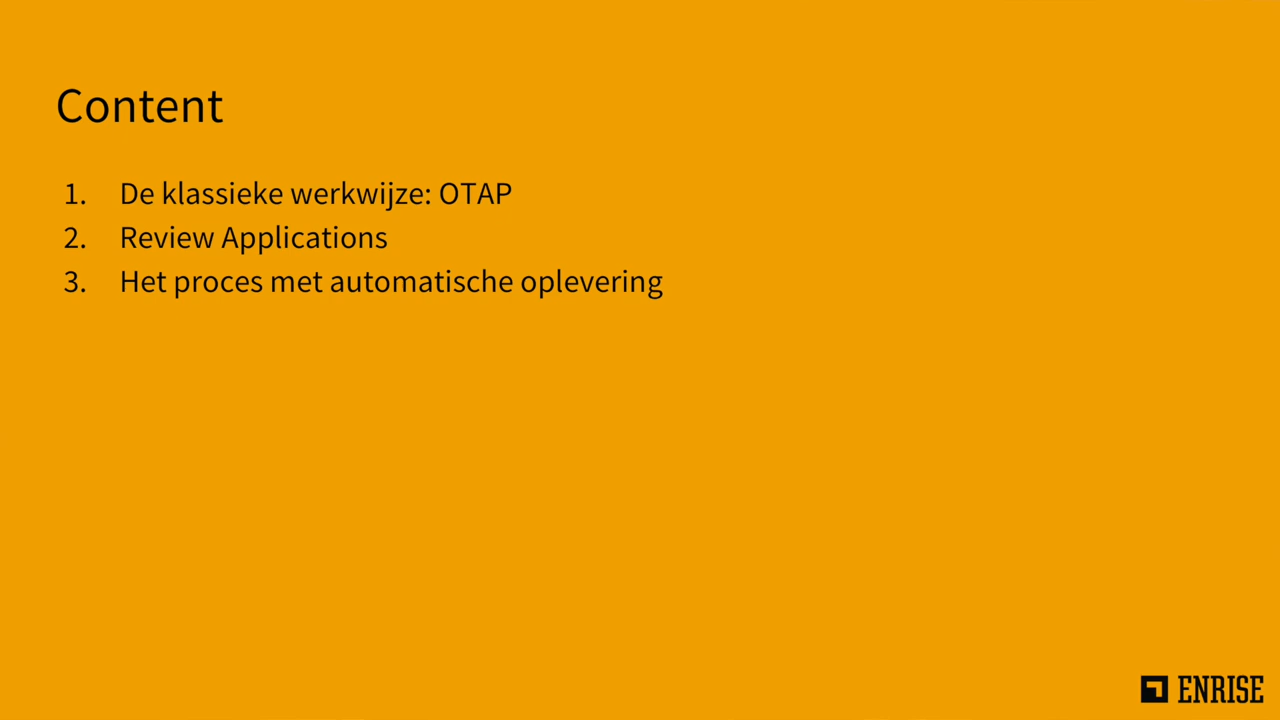 Content
1. De klassieke werkwijze: OTAP
2. Review Applications
3. Het proces met automatische oplevering
ENRISE